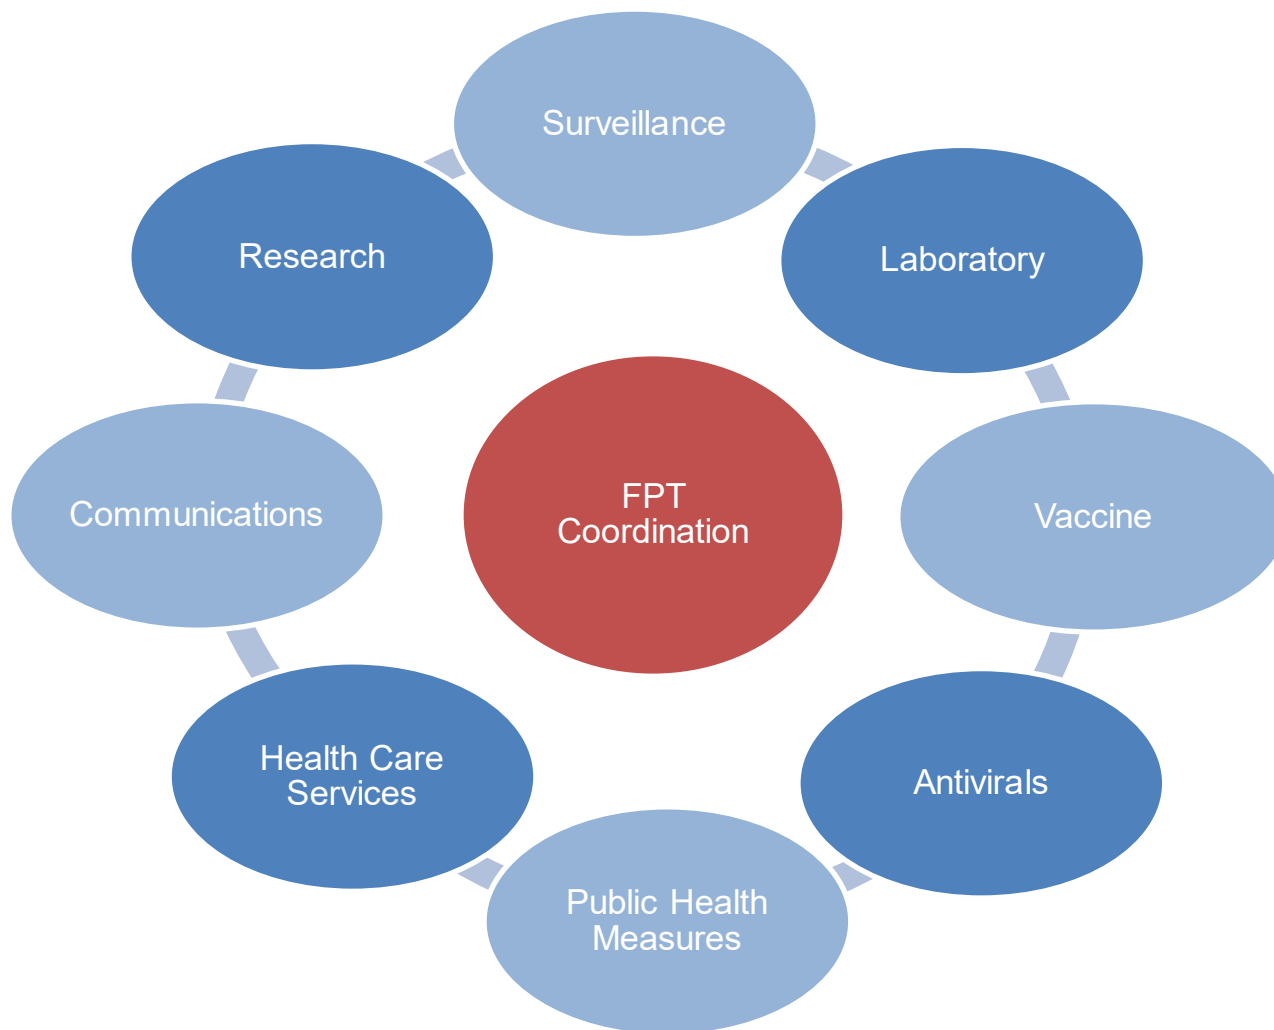 Surveillance
Research
Laboratory
FPT
Coordination
Communications
Vaccine
Health Care
Services
Antivirals
Public Health
Measures